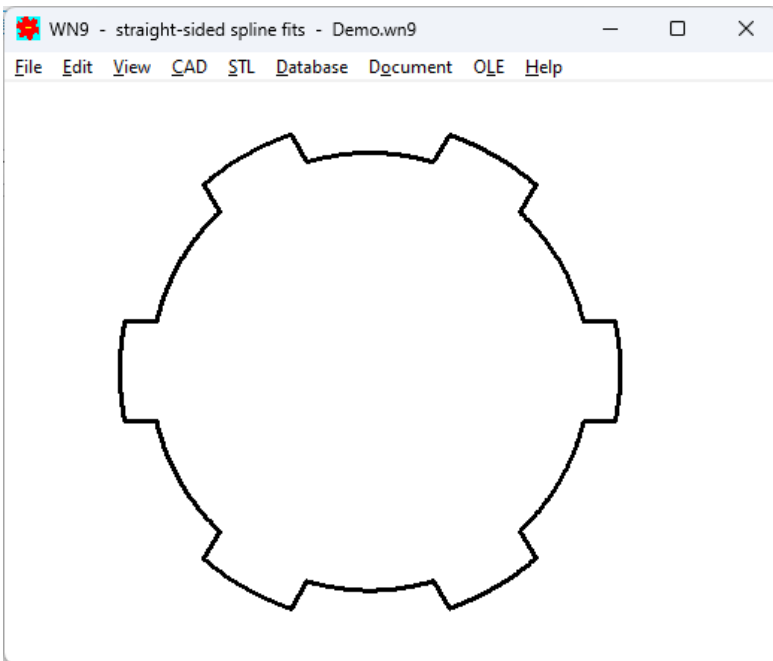 WN9 - straight-sided spline fits - Demo.wn9
File Edit View CAD STL Database Document OLE Help